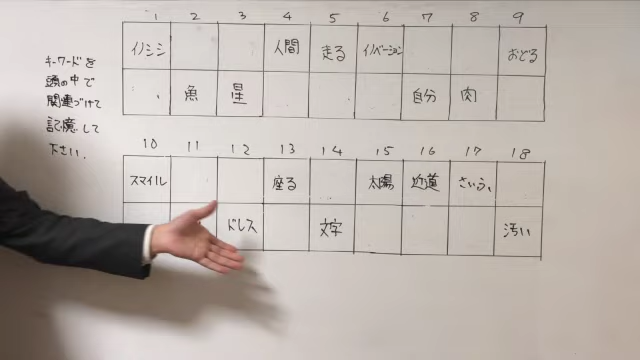 キーワードを
頭の中で
関連づけて
記憶して
下さい.
1 2 3 4 5 6 7 8 9
イノシシ 人間 走る イノベーション おどる
魚 星 自分 肉
10 11 12 13 14 15 16 17 18
スマイル 座る 太陽 近道 さいふ
ドレス 文字 汚い